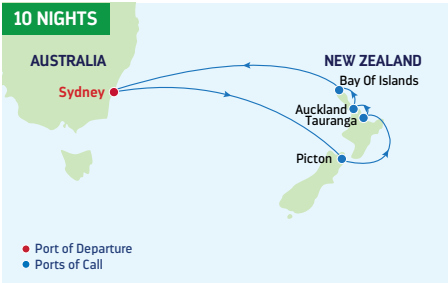 10 NIGHTS
AUSTRALIA
NEW ZEALAND
Sydney
Bay Of Islands
Auckland
Tauranga
Picton
Port of Departure
Ports of Call